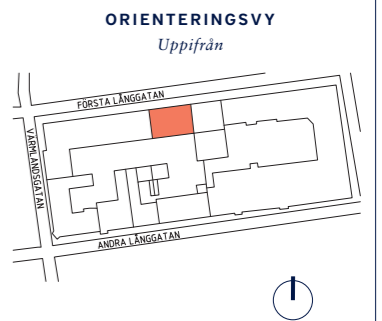 ORIENTERINGSVY
Uppifrån
FÖRSTA LÅNGGATAN
VÄRMLANDSGATAN
ANDRA LÅNGGATAN